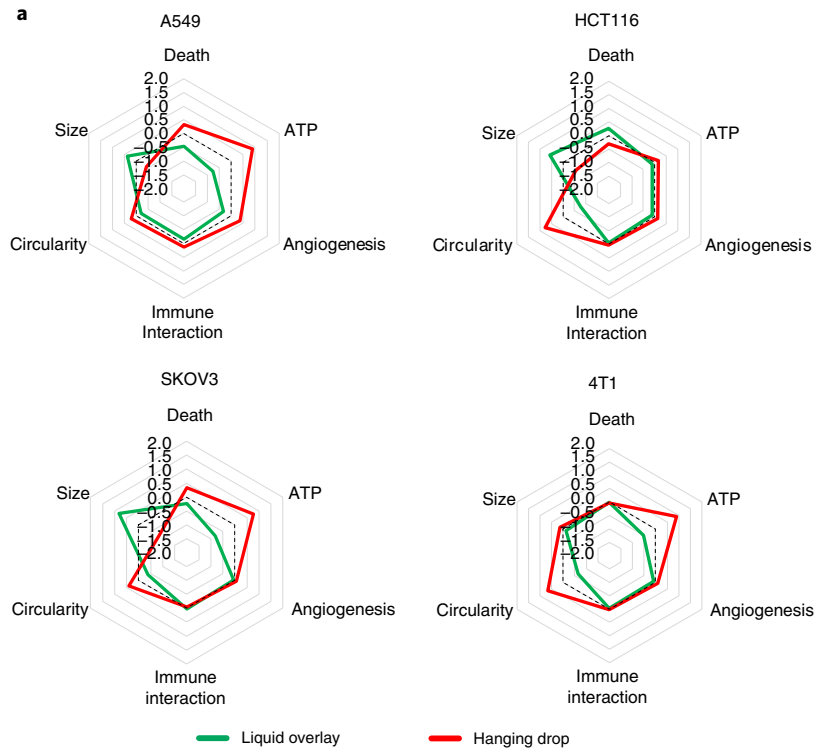 a
A549
Death
2.0
1.5
1.0
0.5
0.0
–0.5
–1.0
–1.5
–2.0
Size
ATP
Circularity
Angiogenesis
Immune
Interaction
HCT116
Death
2.0
1.5
1.0
0.5
0.0
–0.5
–1.0
–1.5
–2.0
Size
ATP
Circularity
Angiogenesis
Immune
Interaction
SKOV3
Death
2.0
1.5
1.0
0.5
0.0
–0.5
–1.0
–1.5
–2.0
Size
ATP
Circularity
Angiogenesis
Immune
interaction
4T1
Death
2.0
1.5
1.0
0.5
0.0
–0.5
–1.0
–1.5
–2.0
Size
ATP
Circularity
Angiogenesis
Immune
interaction
Liquid overlay
Hanging drop